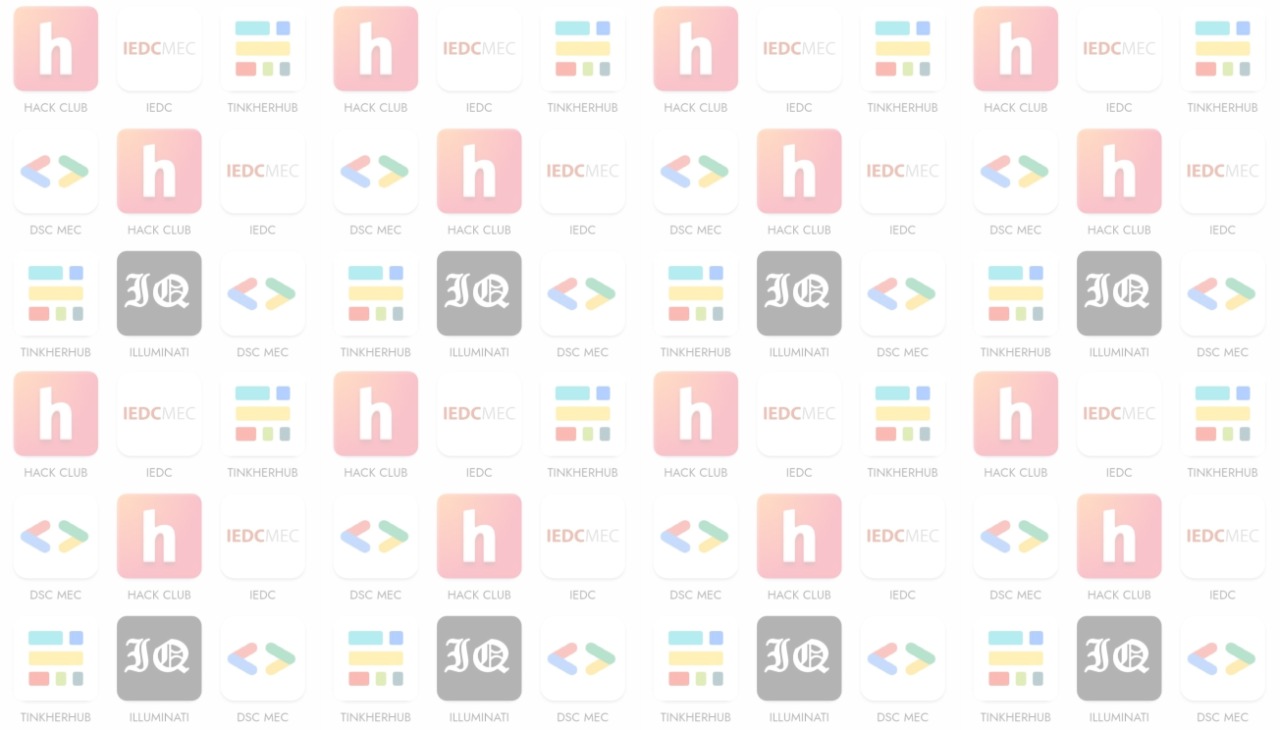 h IEDCMEC h IEDCMEC h IEDCMEC h IEDCMEC
HACK CLUB IEDC TINKHERHUB HACK CLUB IEDC TINKHERHUB HACK CLUB IEDC TINKHERHUB HACK CLUB IEDC TINKHERHUB
h IEDCMEC h IEDCMEC h IEDCMEC h IEDCMEC
DSC MEC HACK CLUB IEDC DSC MEC HACK CLUB IEDC DSC MEC HACK CLUB IEDC DSC MEC HACK CLUB IEDC
IQ IQ IQ IQ
TINKHERHUB ILLUMINATI DSC MEC TINKHERHUB ILLUMINATI DSC MEC TINKHERHUB ILLUMINATI DSC MEC TINKHERHUB ILLUMINATI DSC MEC
h IEDCMEC h IEDCMEC h IEDCMEC h IEDCMEC
HACK CLUB IEDC TINKHERHUB HACK CLUB IEDC TINKHERHUB HACK CLUB IEDC TINKHERHUB HACK CLUB IEDC TINKHERHUB
h IEDCMEC h IEDCMEC h IEDCMEC h IEDCMEC
DSC MEC HACK CLUB IEDC DSC MEC HACK CLUB IEDC DSC MEC HACK CLUB IEDC DSC MEC HACK CLUB IEDC
IQ IQ IQ IQ
TINKHERHUB ILLUMINATI DSC MEC TINKHERHUB ILLUMINATI DSC MEC TINKHERHUB ILLUMINATI DSC MEC TINKHERHUB ILLUMINATI DSC MEC